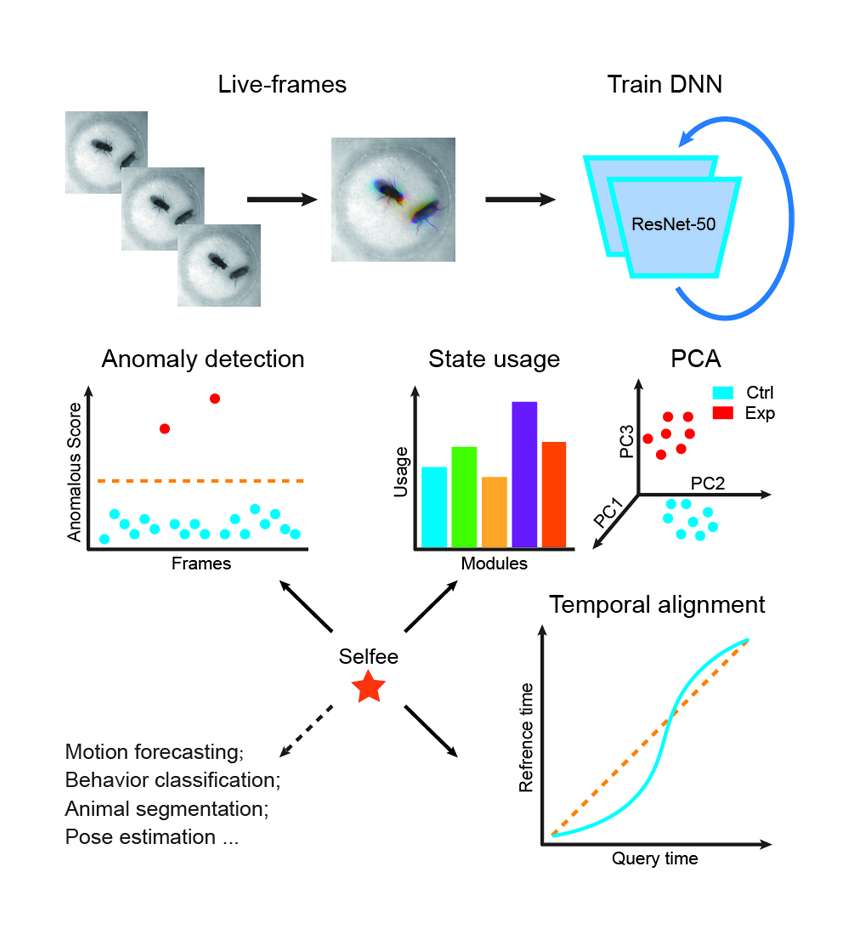 Live-frames
Train DNN
ResNet-50
Anomaly detection
Anomalous Score
Frames
State usage
Usage
Modules
PCA
Ctrl
Exp
PC3
PC2
PC1
Selfee
Motion forecasting;
Behavior classification;
Animal segmentation;
Pose estimation ...
Temporal alignment
Refrence time
Query time